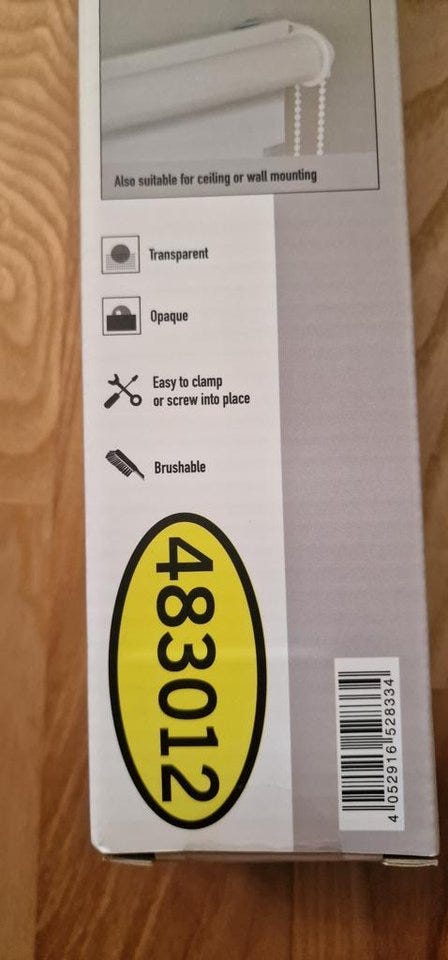 Also suitable for ceiling or wall mounting
Transparent
Opaque
Easy to clamp
or screw into place
Brushable
483012
4 052916 528334